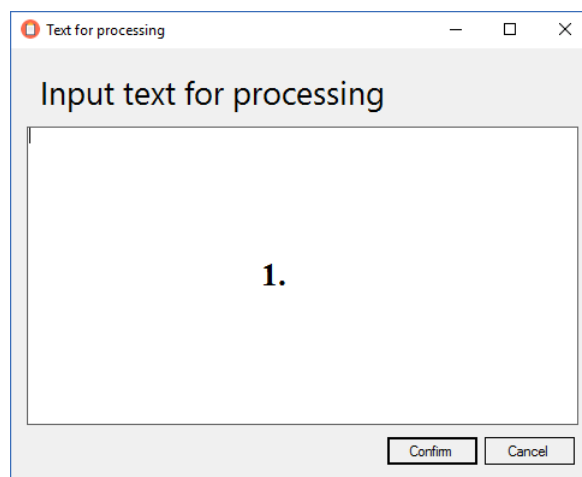 Text for processing
Input text for processing
1.
Confirm Cancel